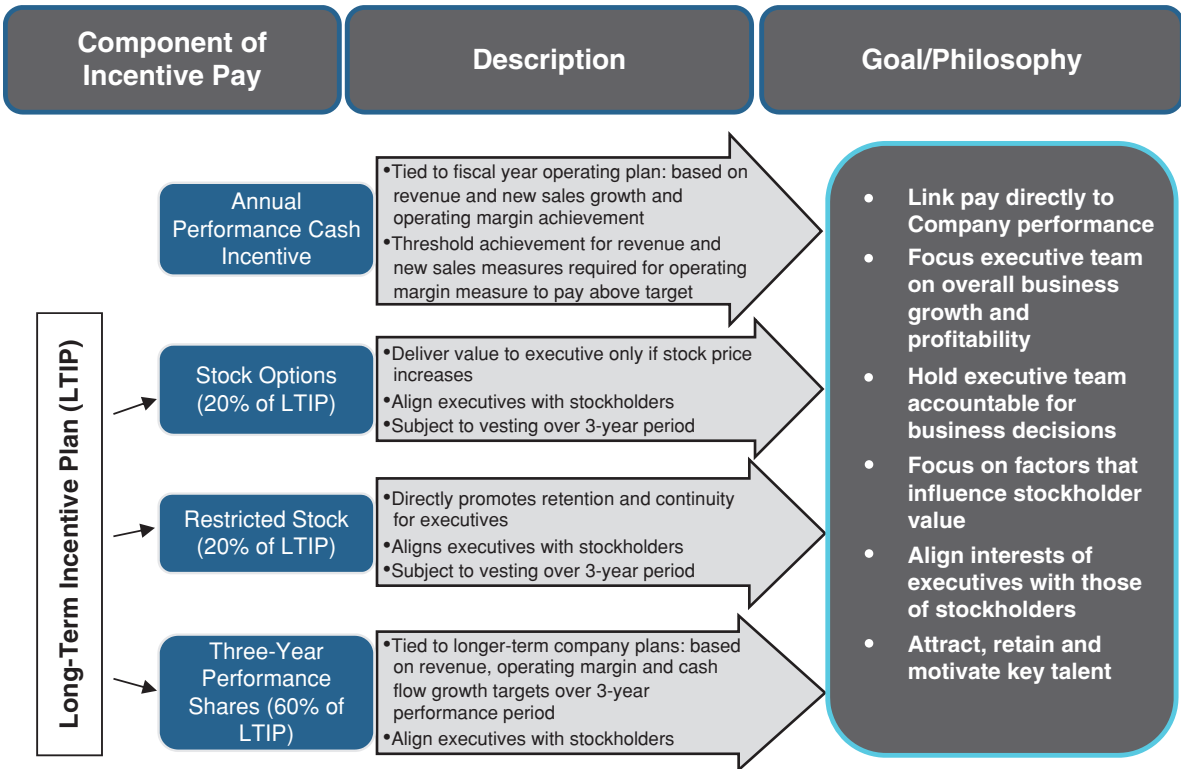 Component of
Incentive Pay
Description
Goal/Philosophy
Long-Term Incentive Plan (LTIP)
Annual
Performance Cash
Incentive
•Tied to fiscal year operating plan: based on
revenue and new sales growth and
operating margin achievement
•Threshold achievement for revenue and
new sales measures required for operating
margin measure to pay above target
Stock Options
(20% of LTIP)
•Deliver value to executive only if stock price
increases
•Align executives with stockholders
•Subject to vesting over 3-year period
Restricted Stock
(20% of LTIP)
•Directly promotes retention and continuity
for executives
•Aligns executives with stockholders
•Subject to vesting over 3-year period
Three-Year
Performance
Shares (60% of
LTIP)
•Tied to longer-term company plans: based
on revenue, operating margin and cash
flow growth targets over 3-year
performance period
•Align executives with stockholders
• Link pay directly to
Company performance
• Focus executive team
on overall business
growth and
profitability
• Hold executive team
accountable for
business decisions
• Focus on factors that
influence stockholder
value
• Align interests of
executives with those
of stockholders
• Attract, retain and
motivate key talent